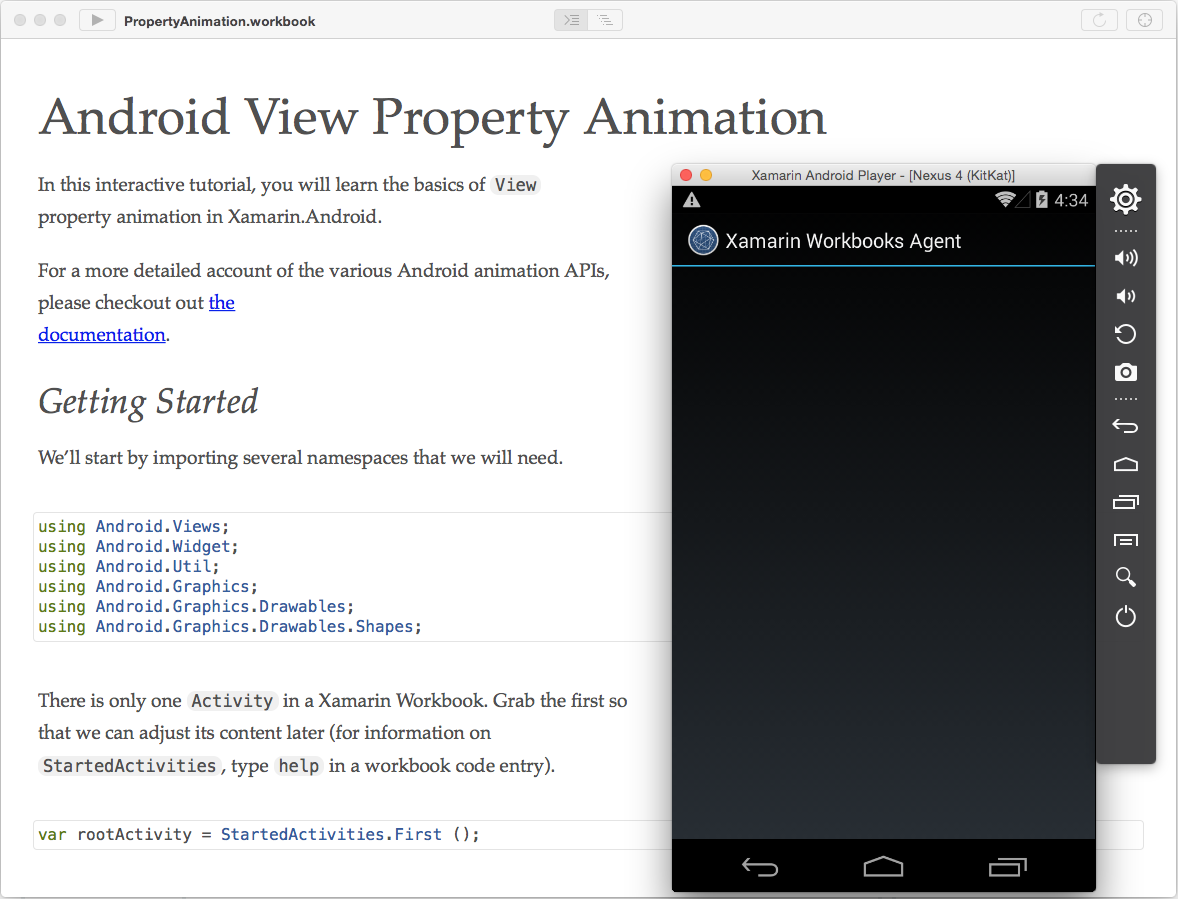 PropertyAnimation.workbook
Android View Property Animation
In this interactive tutorial, you will learn the basics of View
property animation in Xamarin.Android.
For a more detailed account of the various Android animation APIs,
please checkout out the
documentation.
Getting Started
We’ll start by importing several namespaces that we will need.
using Android.Views;
using Android.Widget;
using Android.Util;
using Android.Graphics;
using Android.Graphics.Drawables;
using Android.Graphics.Drawables.Shapes;
There is only one Activity in a Xamarin Workbook. Grab the first so
that we can adjust its content later (for information on
StartedActivities, type help in a workbook code entry).
var rootActivity = StartedActivities.First ();
Xamarin Android Player - [Nexus 4 (KitKat)]
4:34
Xamarin Workbooks Agent